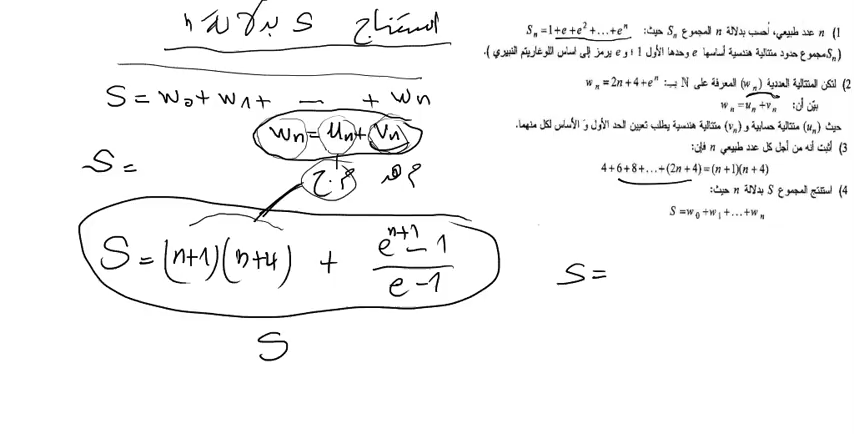 استنتاج S بدلالة n
S = w₀ + w₁ + — + wₙ
wₙ = uₙ + vₙ
S =
م.ح م هـ
S = (n+1)(n+4) + (e^{n+1} − 1)/(e − 1)
S
1) n عدد طبيعي، أحسب بدلالة n المجموع Sₙ حيث: Sₙ = 1+e+e²+...+eⁿ
(Sₙ مجموع حدود متتالية هندسية أساسها e وحدها الأول 1 ؛ و e يرمز إلى اساس اللوغاريتم النبيري ).
2) لتكن المتتالية العددية (wₙ) المعرفة على ℕ بـ: wₙ = 2n+4+eⁿ
بيّن أن: wₙ = uₙ + vₙ
حيث (uₙ) متتالية حسابية و (vₙ) متتالية هندسية يطلب تعيين الحد الأول و الأساس لكل منهما.
3) أثبت أنه من أجل كل عدد طبيعي n فإن:
4+6+8+...+(2n+4)=(n+1)(n+4)
4) استنتج المجموع S بدلالة n حيث:
S = w₀ + w₁ + ... + wₙ
S =